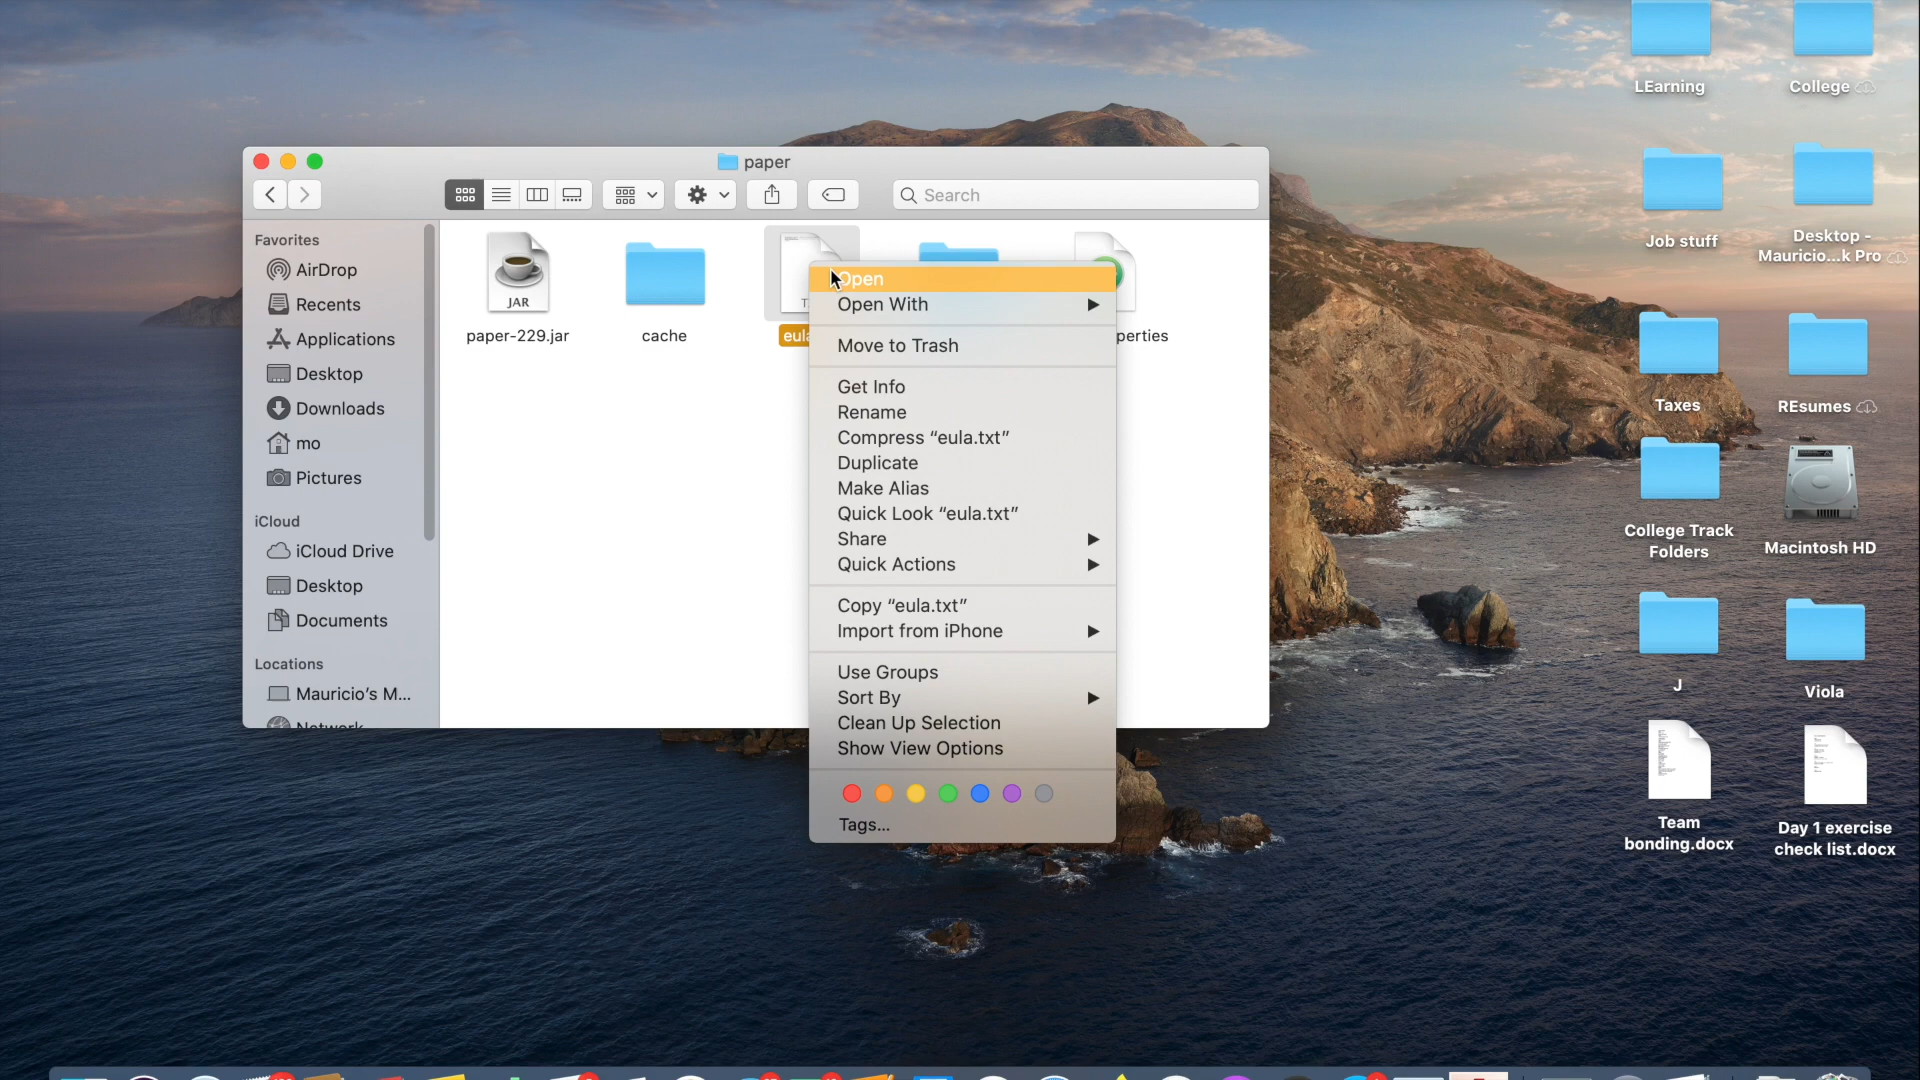 LEarning
College
paper
Search
Favorites
AirDrop
Recents
Applications
Desktop
Downloads
mo
Pictures
iCloud
iCloud Drive
Desktop
Documents
Locations
Mauricio's M...
Network
JAR
paper-229.jar
cache
eula
perties
Open
Open With
Move to Trash
Get Info
Rename
Compress “eula.txt”
Duplicate
Make Alias
Quick Look “eula.txt”
Share
Quick Actions
Copy “eula.txt”
Import from iPhone
Use Groups
Sort By
Clean Up Selection
Show View Options
Tags...
Job stuff
Desktop -
Mauricio...k Pro
Taxes
REsumes
College Track
Folders
Macintosh HD
J
Viola
Team
bonding.docx
Day 1 exercise
check list.docx